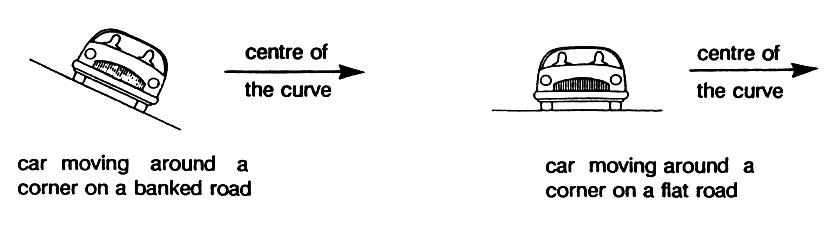 centre of
the curve
car moving around a
corner on a banked road
centre of
the curve
car moving around a
corner on a flat road